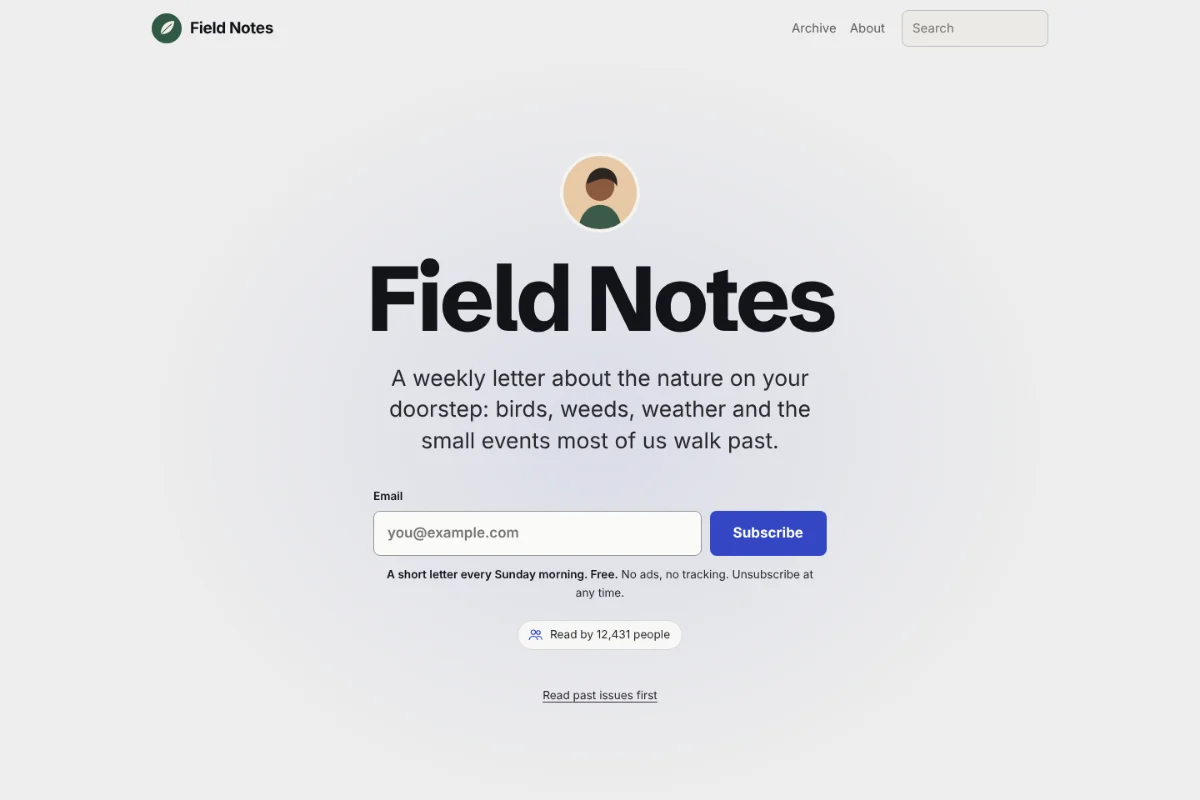 Field Notes
Archive
About
Search
Field Notes
A weekly letter about the nature on your
doorstep: birds, weeds, weather and the
small events most of us walk past.
Email
you@example.com
Subscribe
A short letter every Sunday morning. Free. No ads, no tracking. Unsubscribe at
any time.
Read by 12,431 people
Read past issues first